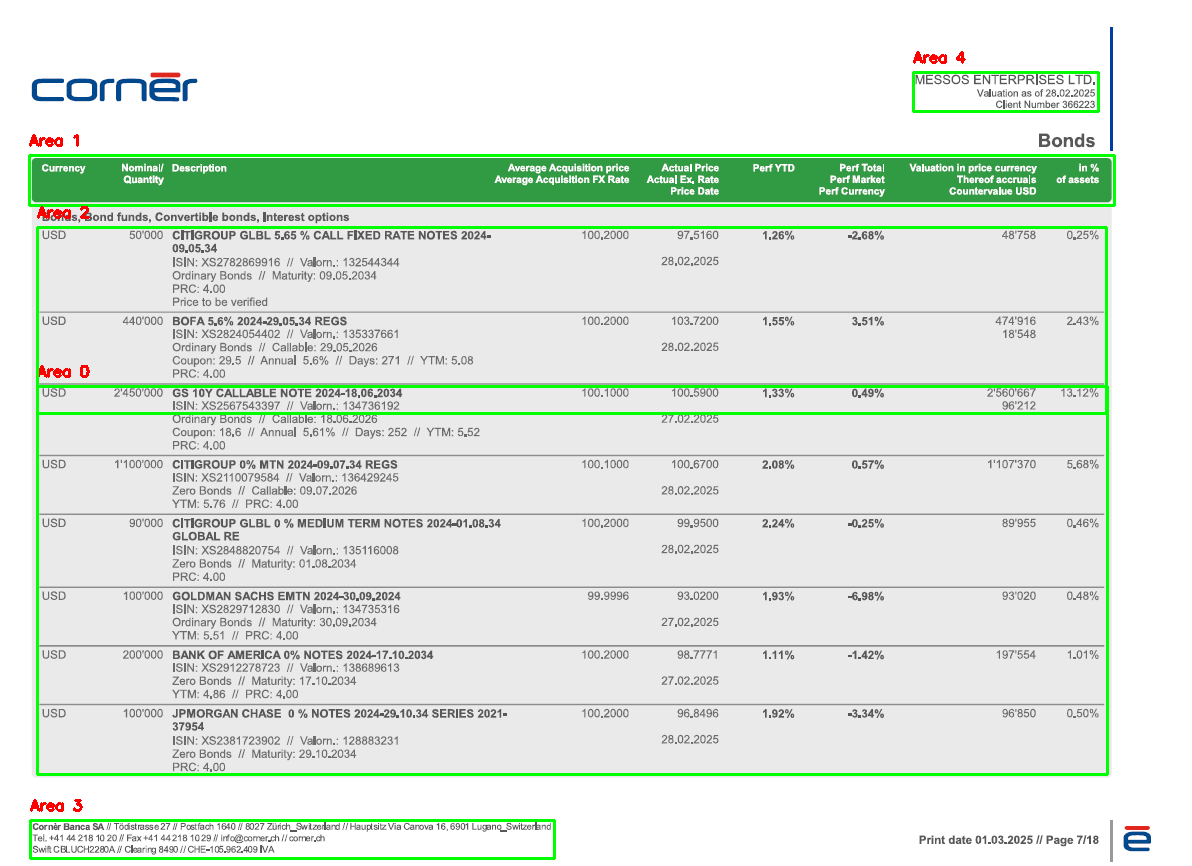 Area 4
cornèr
MESSOS ENTERPRISES LTD.
Valuation as of 28.02.2025
Client Number 366223
Area 1
Bonds
Currency Nominal/ Description Average Acquisition price Actual Price Perf YTD Perf Total Valuation in price currency in %
Quantity Average Acquisition FX Rate Actual Ex. Rate Perf Market Thereof accruals of assets
Price Date Perf Currency Countervalue USD
Area 2
Bonds, Bond funds, Convertible bonds, Interest options
USD 50'000 CITIGROUP GLBL 5.65 % CALL FIXED RATE NOTES 2024- 100.2000 97.5160 1.26% -2.68% 48'758 0.25%
09.05.34
ISIN: XS2782869916 // Valorn.: 132544344 28.02.2025
Ordinary Bonds // Maturity: 09.05.2034
PRC: 4.00
Price to be verified
USD 440'000 BOFA 5.6% 2024-29.05.34 REGS 100.2000 103.7200 1.55% 3.51% 474'916 2.43%
ISIN: XS2824054402 // Valorn.: 135337661 18'548
Ordinary Bonds // Callable: 29.05.2026 28.02.2025
Coupon: 29.5 // Annual 5.6% // Days: 271 // YTM: 5.08
Area 0
PRC: 4.00
USD 2'450'000 GS 10Y CALLABLE NOTE 2024-18.06.2034 100.1000 100.5900 1.33% 0.49% 2'560'667 13.12%
ISIN: XS2567543397 // Valorn.: 134736192 96'212
Ordinary Bonds // Callable: 18.06.2026 27.02.2025
Coupon: 18.6 // Annual 5.61% // Days: 252 // YTM: 5.52
PRC: 4.00
USD 1'100'000 CITIGROUP 0% MTN 2024-09.07.34 REGS 100.1000 100.6700 2.08% 0.57% 1'107'370 5.68%
ISIN: XS2110079584 // Valorn.: 136429245
Zero Bonds // Callable: 09.07.2026 28.02.2025
YTM: 5.76 // PRC: 4.00
USD 90'000 CITIGROUP GLBL 0 % MEDIUM TERM NOTES 2024-01.08.34 100.2000 99.9500 2.24% -0.25% 89'955 0.46%
GLOBAL RE
ISIN: XS2848820754 // Valorn.: 135116008 28.02.2025
Zero Bonds // Maturity: 01.08.2034
PRC: 4.00
USD 100'000 GOLDMAN SACHS EMTN 2024-30.09.2024 99.9996 93.0200 1.93% -6.98% 93'020 0.48%
ISIN: XS2829712830 // Valorn.: 134735316
Ordinary Bonds // Maturity: 30.09.2034 27.02.2025
YTM: 5.51 // PRC: 4.00
USD 200'000 BANK OF AMERICA 0% NOTES 2024-17.10.2034 100.2000 98.7771 1.11% -1.42% 197'554 1.01%
ISIN: XS2912278723 // Valorn.: 138689613
Zero Bonds // Maturity: 17.10.2034 27.02.2025
YTM: 4.86 // PRC: 4.00
USD 100'000 JPMORGAN CHASE 0 % NOTES 2024-29.10.34 SERIES 2021- 100.2000 96.8496 1.92% -3.34% 96'850 0.50%
37954
ISIN: XS2381723902 // Valorn.: 128883231 28.02.2025
Zero Bonds // Maturity: 29.10.2034
PRC: 4.00
Area 3
Cornèr Banca SA // Tödistrasse 27 // Postfach 1640 // 8027 Zürich_Switzerland // Hauptsitz Via Canova 16, 6901 Lugano_Switzerland
Tel. +41 44 218 10 20 // Fax +41 44 218 10 29 // info@corner.ch // corner.ch
Swift CBLUCH2280A // Clearing 8490 // CHE-105.962.409 IVA
Print date 01.03.2025 // Page 7/18